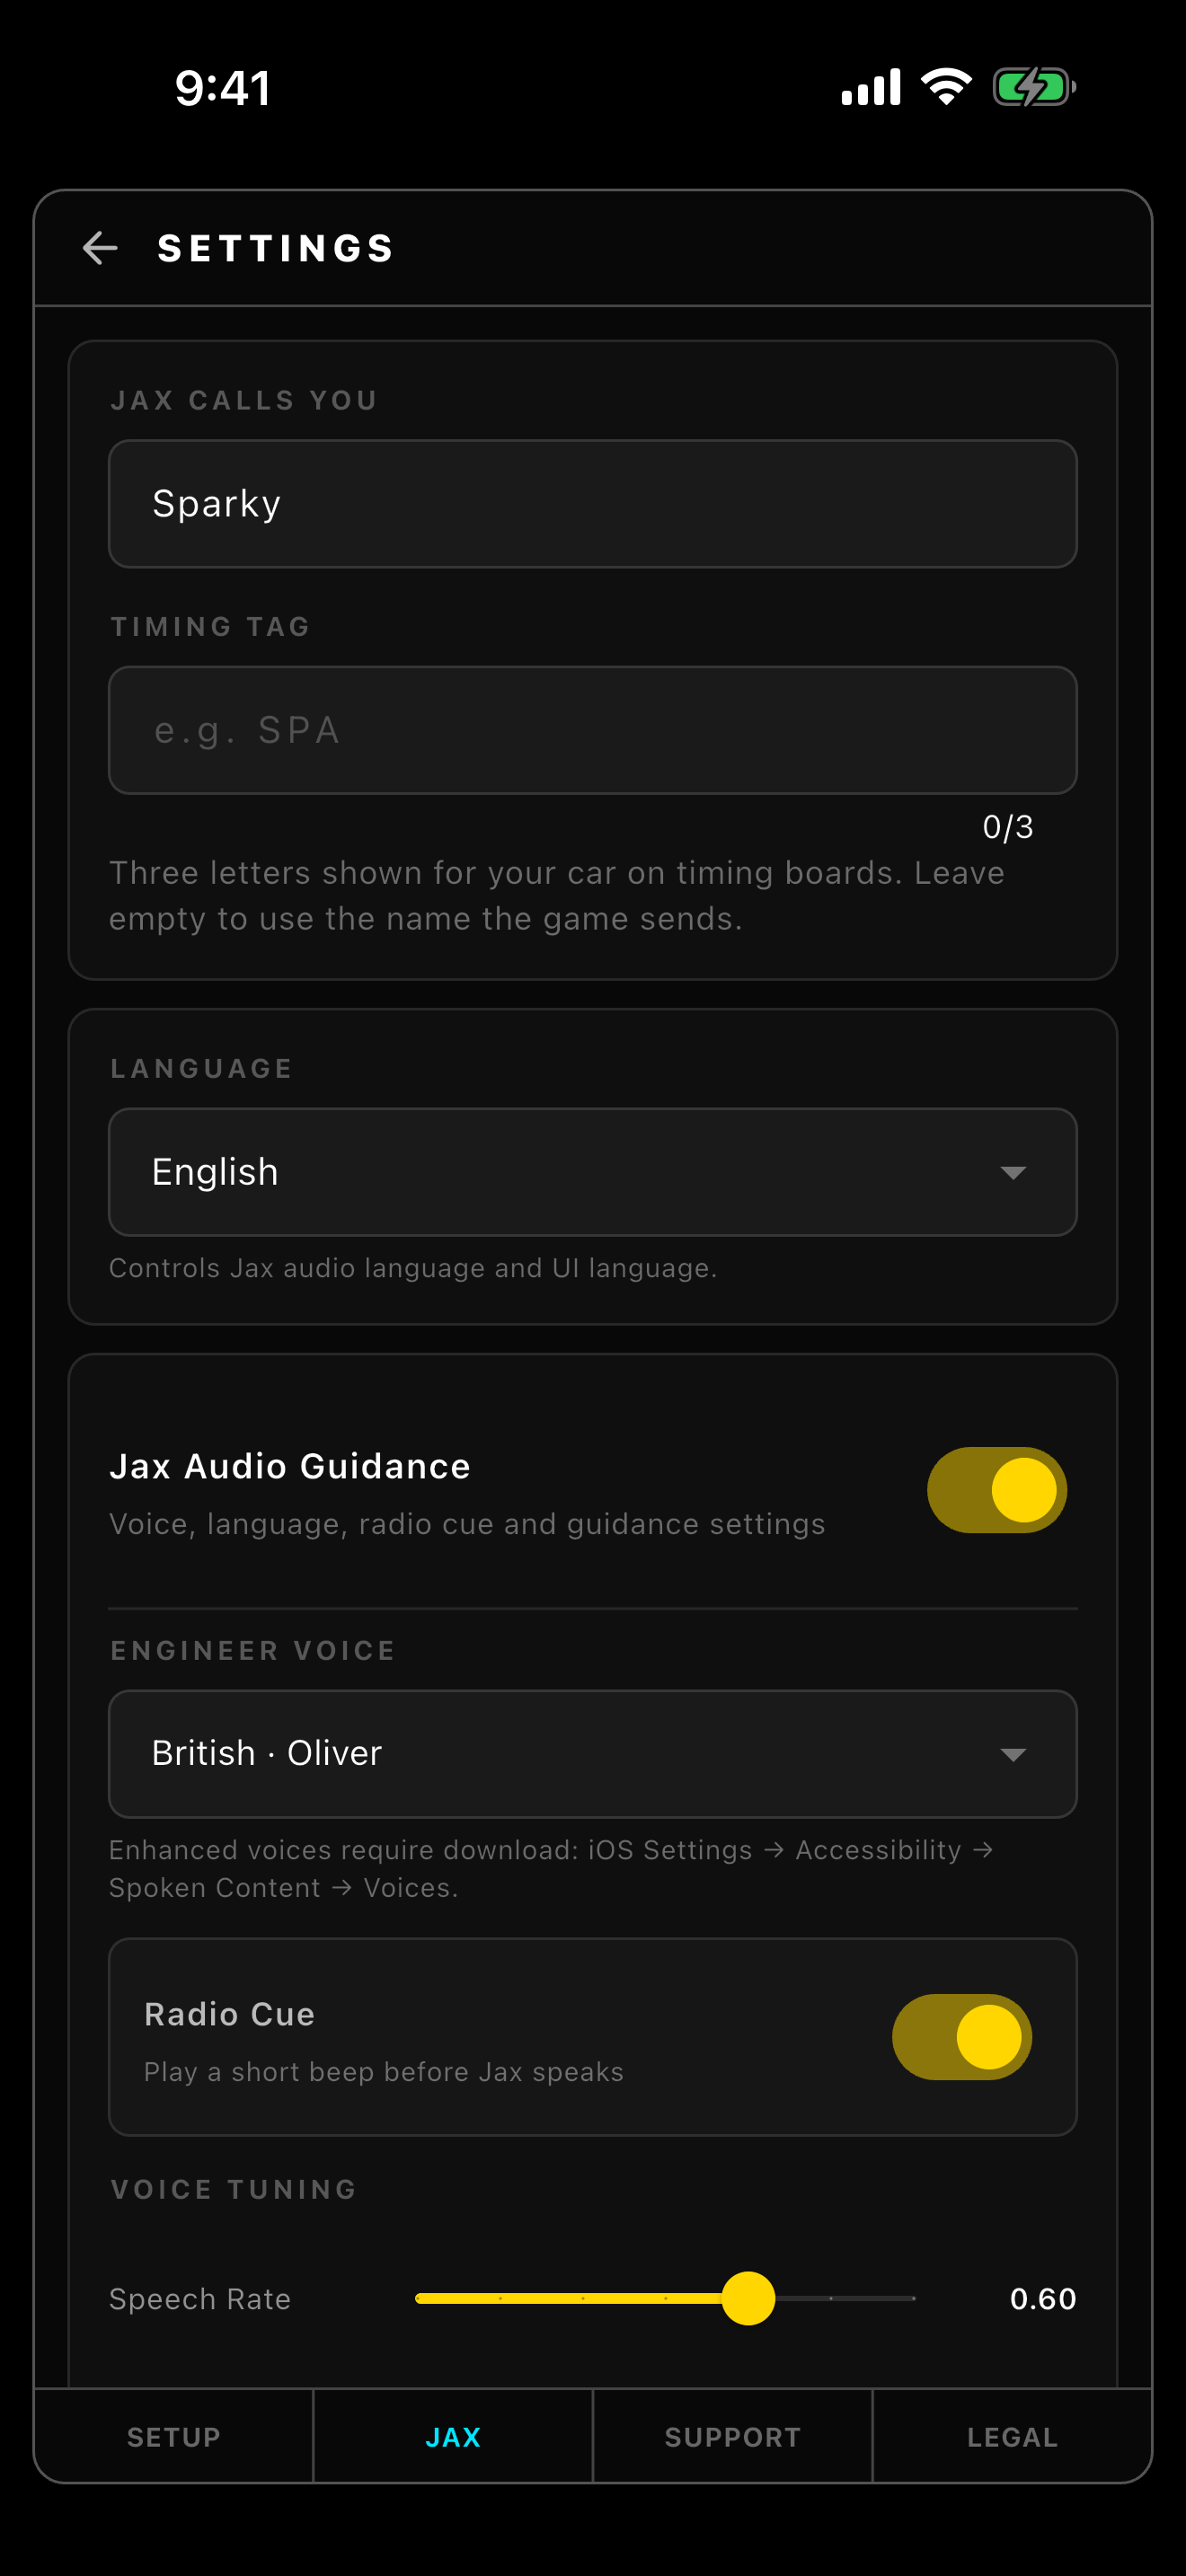 9:41
SETTINGS
JAX CALLS YOU
Sparky
TIMING TAG
e.g. SPA
0/3
Three letters shown for your car on timing boards. Leave
empty to use the name the game sends.
LANGUAGE
English
Controls Jax audio language and UI language.
Jax Audio Guidance
Voice, language, radio cue and guidance settings
ENGINEER VOICE
British · Oliver
Enhanced voices require download: iOS Settings → Accessibility →
Spoken Content → Voices.
Radio Cue
Play a short beep before Jax speaks
VOICE TUNING
Speech Rate 0.60
SETUP JAX SUPPORT LEGAL